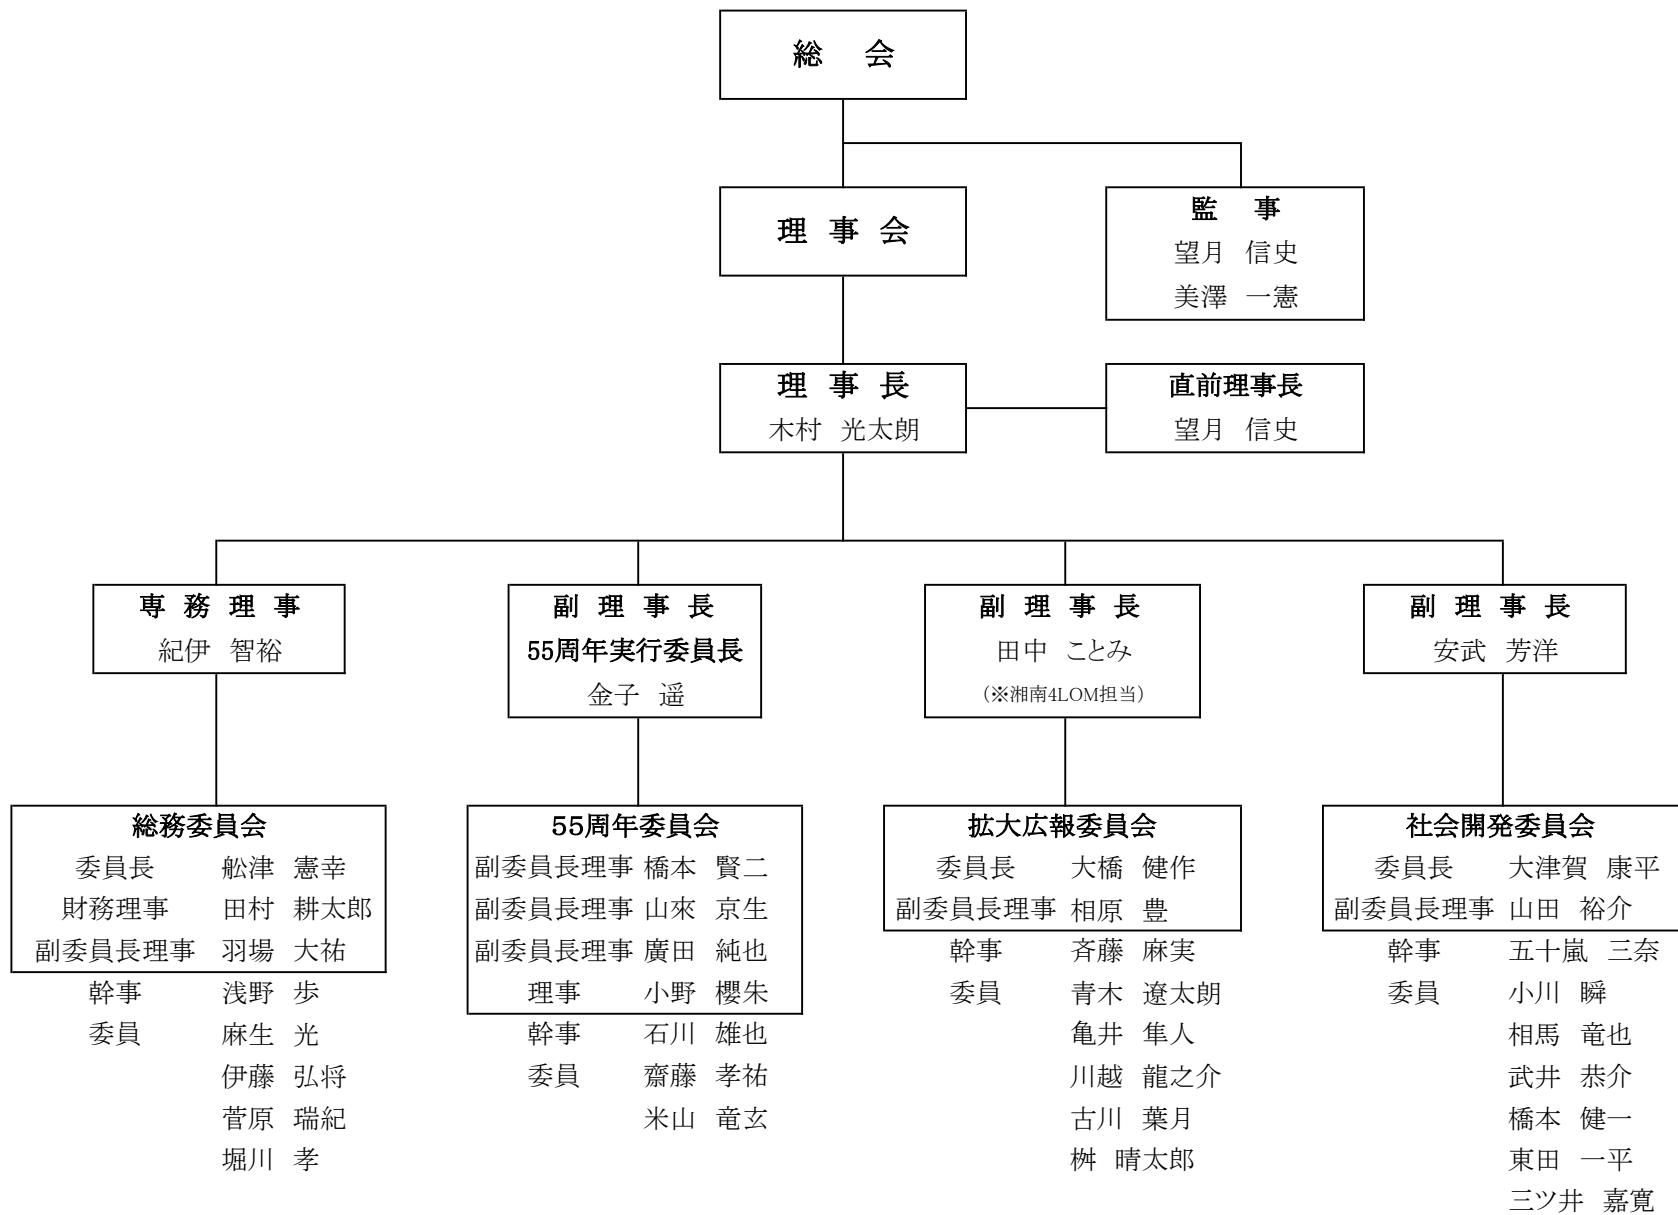 総 会
理 事 会
監 事
望月 信史
美澤 一憲
理 事 長
木村 光太朗
直前理事長
望月 信史
専 務 理 事
紀伊 智裕
副 理 事 長
55周年実行委員長
金子 遥
副 理 事 長
田中 ことみ
(※湘南4LOM担当)
副 理 事 長
安武 芳洋
総務委員会
委員長 舩津 憲幸
財務理事 田村 耕太郎
副委員長理事 羽場 大祐
幹事 浅野 歩
委員 麻生 光
伊藤 弘将
菅原 瑞紀
堀川 孝
55周年委員会
副委員長理事 橋本 賢二
副委員長理事 山來 京生
副委員長理事 廣田 純也
理事 小野 櫻朱
幹事 石川 雄也
委員 齋藤 孝祐
米山 竜玄
拡大広報委員会
委員長 大橋 健作
副委員長理事 相原 豊
幹事 斉藤 麻実
委員 青木 遼太朗
亀井 隼人
川越 龍之介
古川 葉月
桝 晴太郎
社会開発委員会
委員長 大津賀 康平
副委員長理事 山田 裕介
幹事 五十嵐 三奈
委員 小川 瞬
相馬 竜也
武井 恭介
橋本 健一
東田 一平
三ツ井 嘉寛